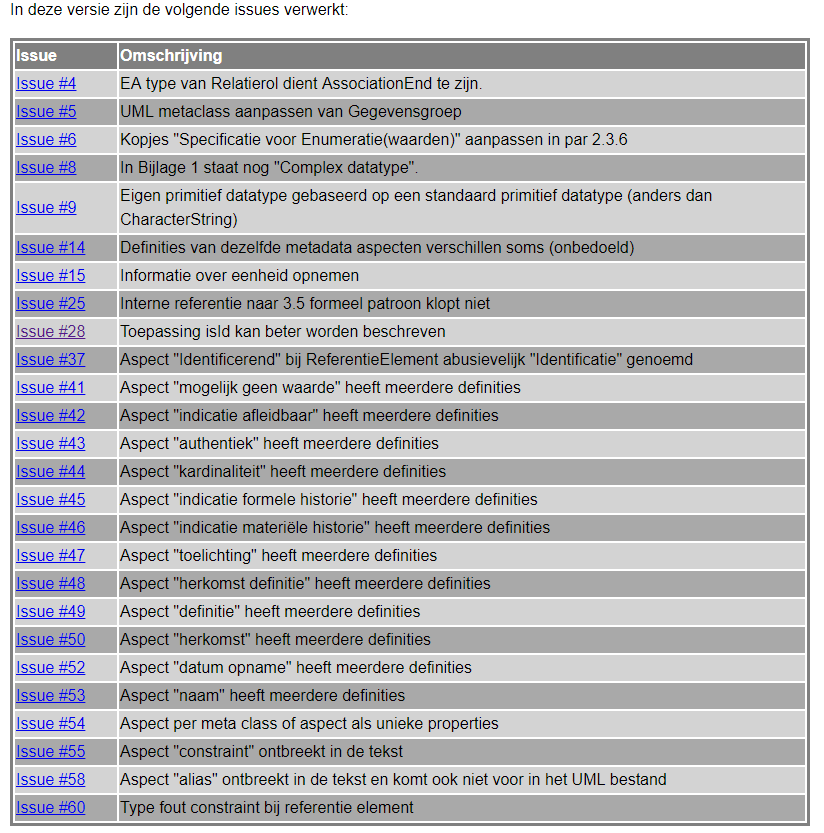 In deze versie zijn de volgende issues verwerkt:
Issue Omschrijving
Issue #4 EA type van Relatierol dient AssociationEnd te zijn.
Issue #5 UML metaclass aanpassen van Gegevensgroep
Issue #6 Kopjes "Specificatie voor Enumeratie(waarden)" aanpassen in par 2.3.6
Issue #8 In Bijlage 1 staat nog "Complex datatype".
Issue #9 Eigen primitief datatype gebaseerd op een standaard primitief datatype (anders dan
CharacterString)
Issue #14 Definities van dezelfde metadata aspecten verschillen soms (onbedoeld)
Issue #15 Informatie over eenheid opnemen
Issue #25 Interne referentie naar 3.5 formeel patroon klopt niet
Issue #28 Toepassing isId kan beter worden beschreven
Issue #37 Aspect "Identificerend" bij ReferentieElement abusievelijk "Identificatie" genoemd
Issue #41 Aspect "mogelijk geen waarde" heeft meerdere definities
Issue #42 Aspect "indicatie afleidbaar" heeft meerdere definities
Issue #43 Aspect "authentiek" heeft meerdere definities
Issue #44 Aspect "kardinaliteit" heeft meerdere definities
Issue #45 Aspect "indicatie formele historie" heeft meerdere definities
Issue #46 Aspect "indicatie materiële historie" heeft meerdere definities
Issue #47 Aspect "toelichting" heeft meerdere definities
Issue #48 Aspect "herkomst definitie" heeft meerdere definities
Issue #49 Aspect "definitie" heeft meerdere definities
Issue #50 Aspect "herkomst" heeft meerdere definities
Issue #52 Aspect "datum opname" heeft meerdere definities
Issue #53 Aspect "naam" heeft meerdere definities
Issue #54 Aspect per meta class of aspect als unieke properties
Issue #55 Aspect "constraint" ontbreekt in de tekst
Issue #58 Aspect "alias" ontbreekt in de tekst en komt ook niet voor in het UML bestand
Issue #60 Type fout constraint bij referentie element